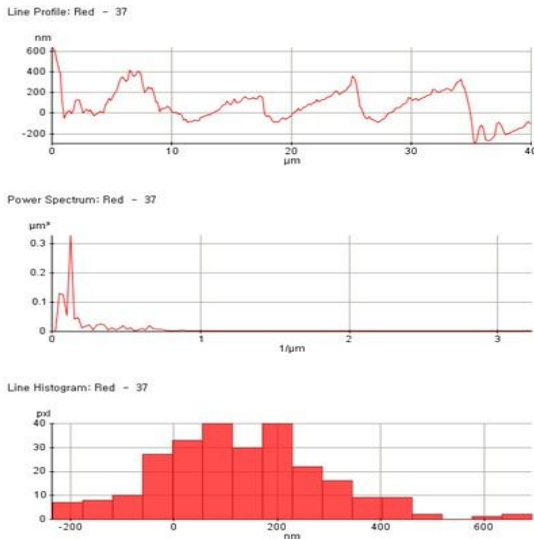 Line Profile: Red - 37
nm
600
400
200
0
-200
0 10 20 30 40
µm
Power Spectrum: Red - 37
µm³
0.3
0.2
0.1
0
0 1 2 3
1/µm
Line Histogram: Red - 37
pxl
40
30
20
10
0
-200 0 200 400 600
nm